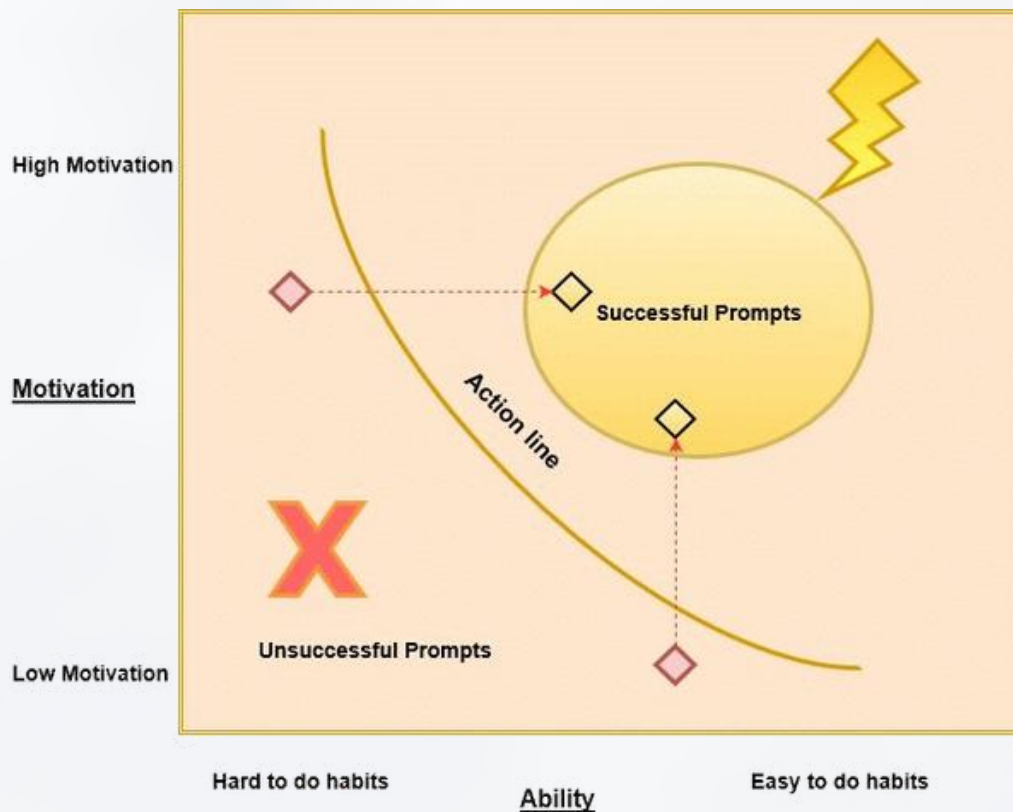 High Motivation
Successful Prompts
Motivation
Action line
X
Unsuccessful Prompts
Low Motivation
Hard to do habits
Easy to do habits
Ability